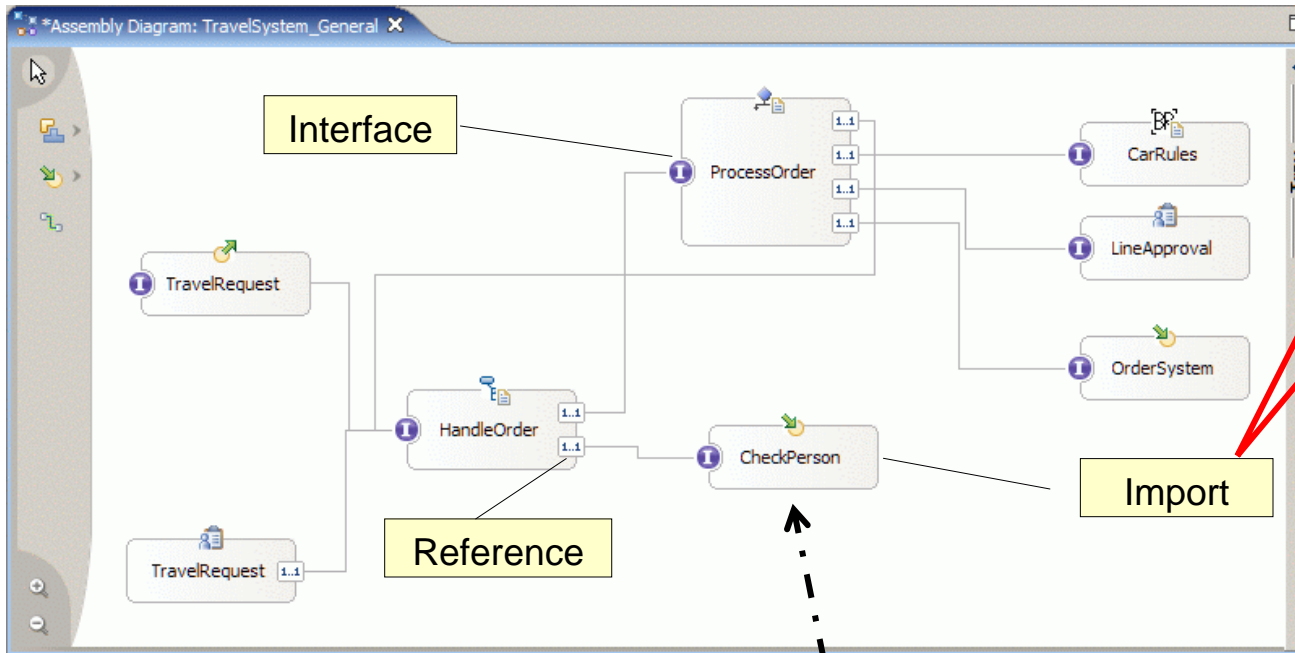 *Assembly Diagram: TravelSystem_General
Interface
I
ProcessOrder
1..1
1..1
1..1
1..1
BR
I
CarRules
I
LineApproval
I
OrderSystem
I
TravelRequest
I
HandleOrder
1..1
1..1
I
CheckPerson
Import
Reference
TravelRequest
1..1